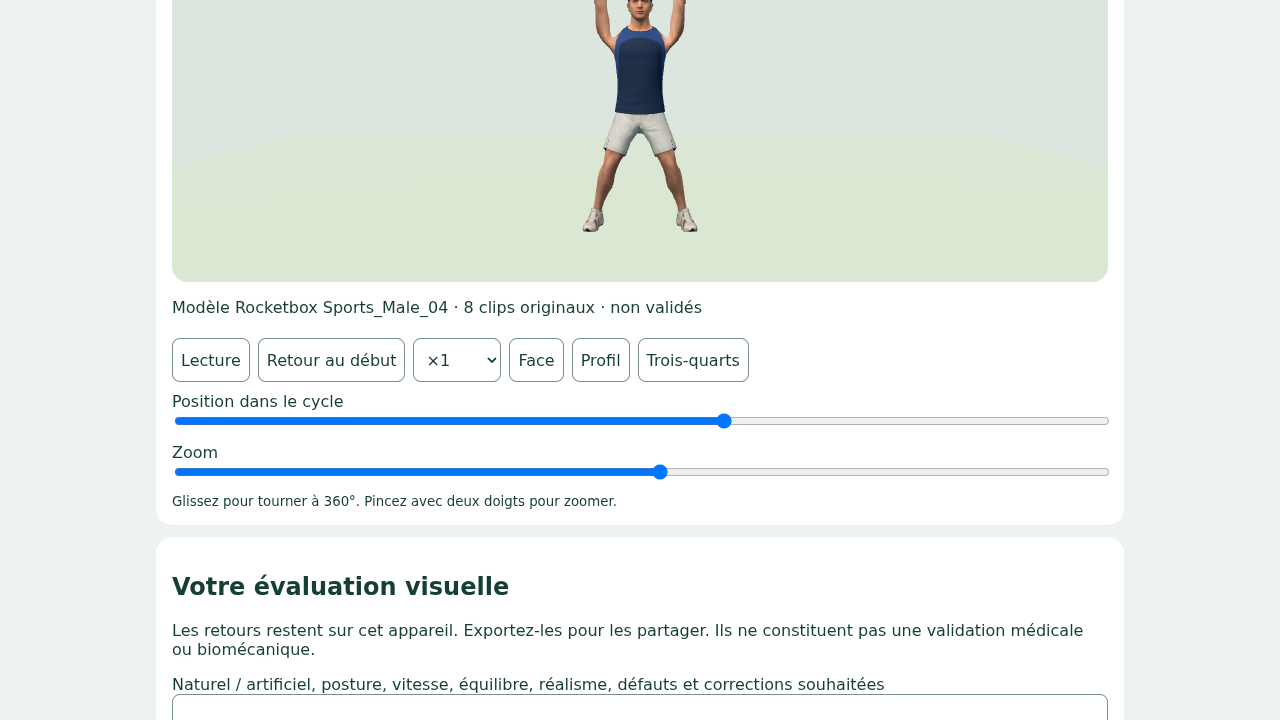 Modèle Rocketbox Sports_Male_04 · 8 clips originaux · non validés
Lecture
Retour au début
×1
Face
Profil
Trois-quarts
Position dans le cycle
Zoom
Glissez pour tourner à 360°. Pincez avec deux doigts pour zoomer.
Votre évaluation visuelle
Les retours restent sur cet appareil. Exportez-les pour les partager. Ils ne constituent pas une validation médicale
ou biomécanique.
Naturel / artificiel, posture, vitesse, équilibre, réalisme, défauts et corrections souhaitées